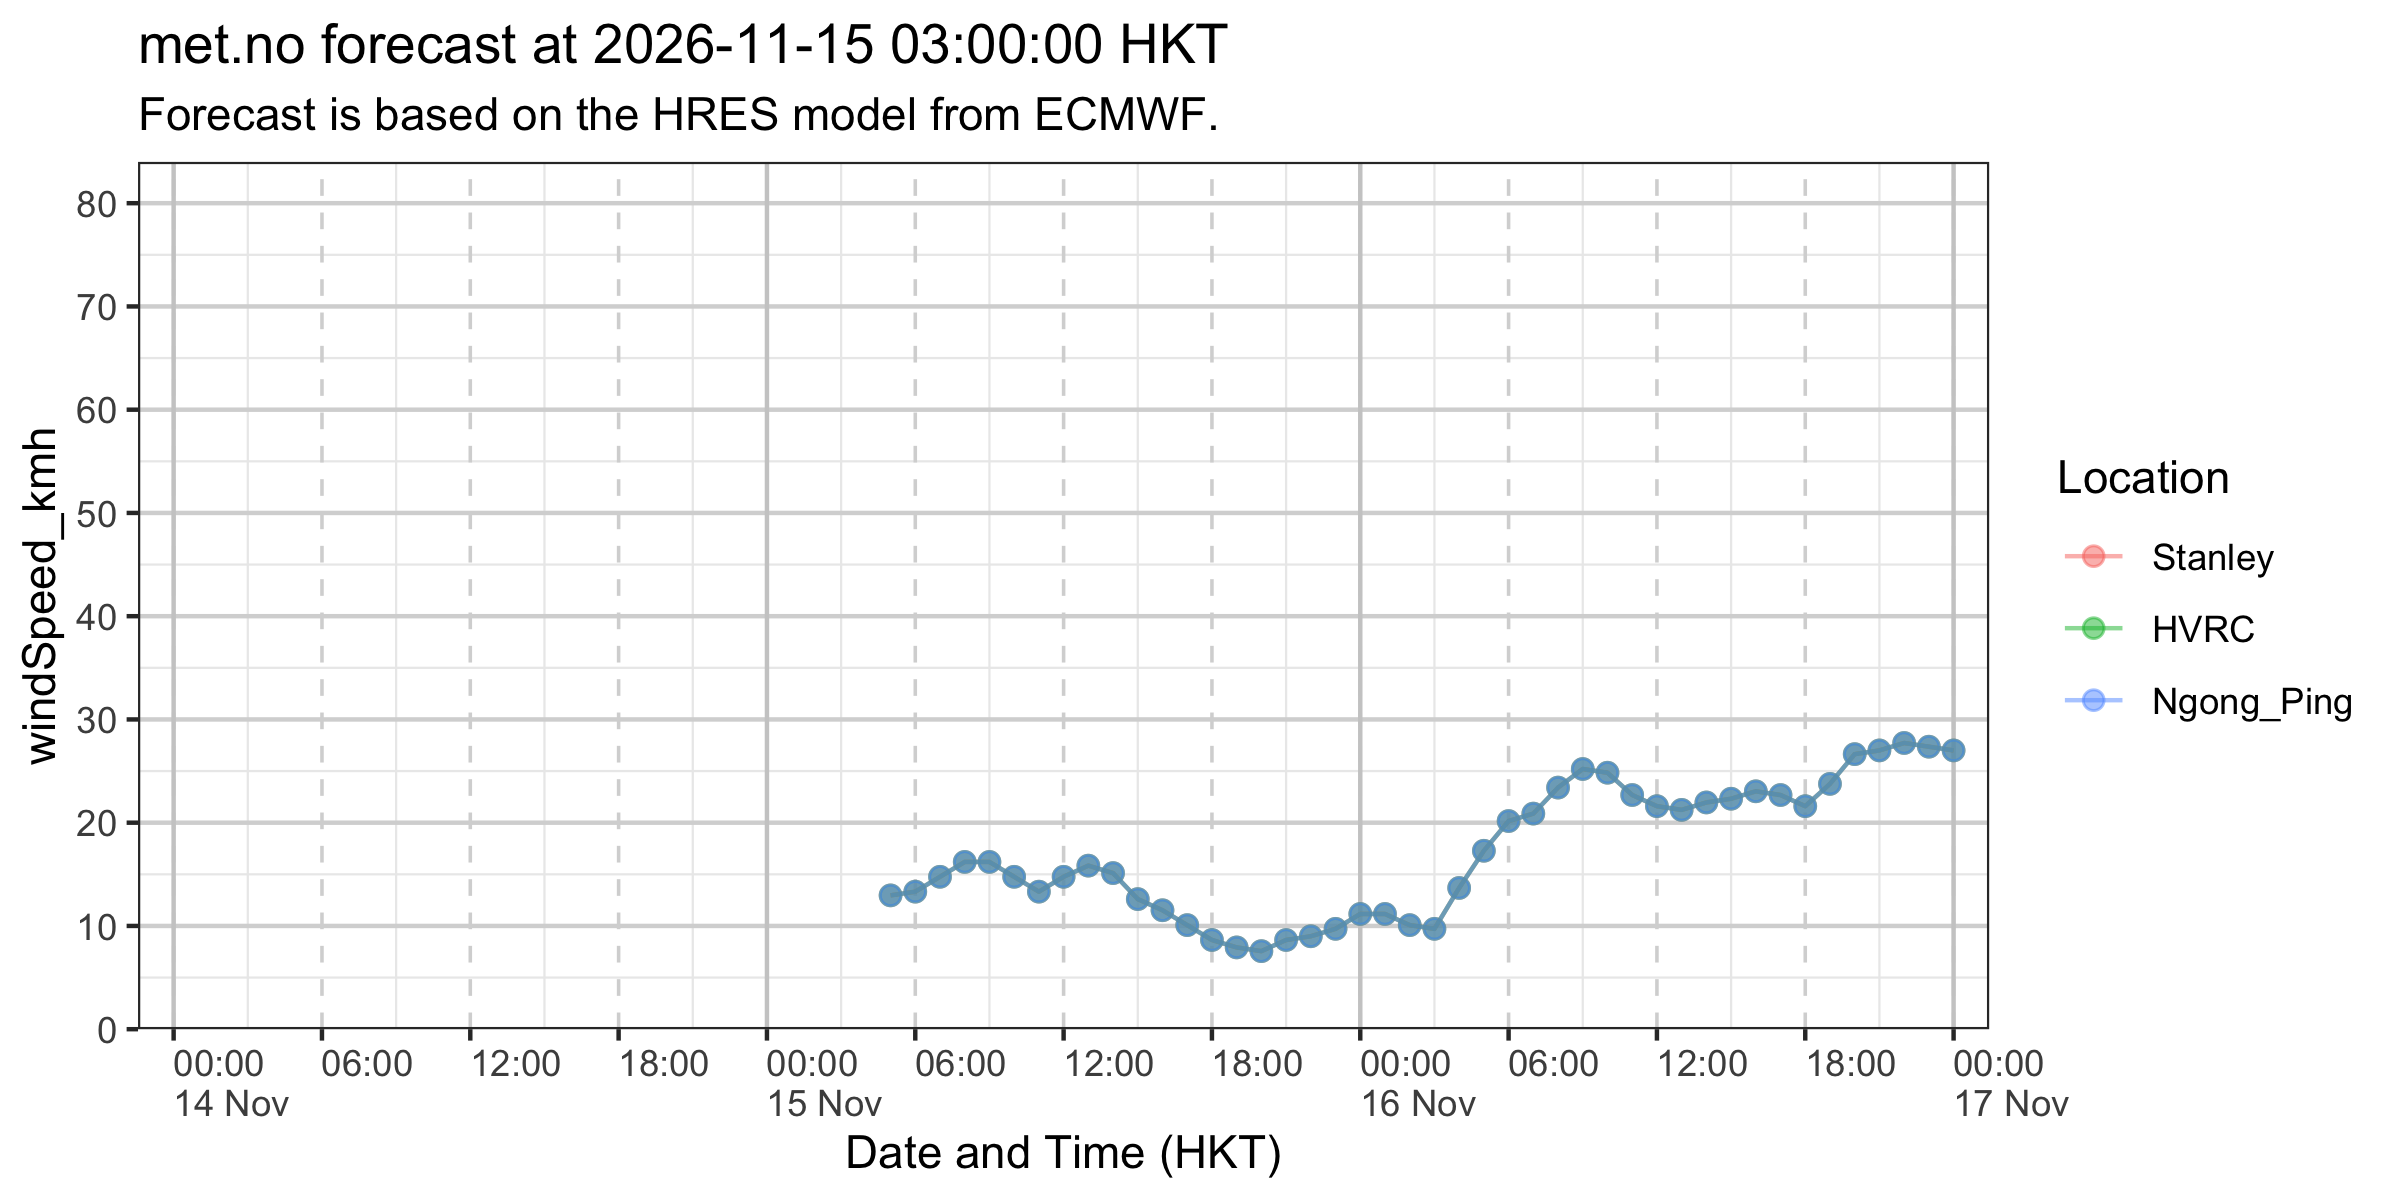 met.no forecast at 2026-11-15 03:00:00 HKT
Forecast is based on the HRES model from ECMWF.
windSpeed_kmh
80
70
60
50
40
30
20
10
0
00:00 06:00 12:00 18:00 00:00 06:00 12:00 18:00 00:00 06:00 12:00 18:00 00:00
14 Nov 15 Nov 16 Nov 17 Nov
Date and Time (HKT)
Location
Stanley
HVRC
Ngong_Ping